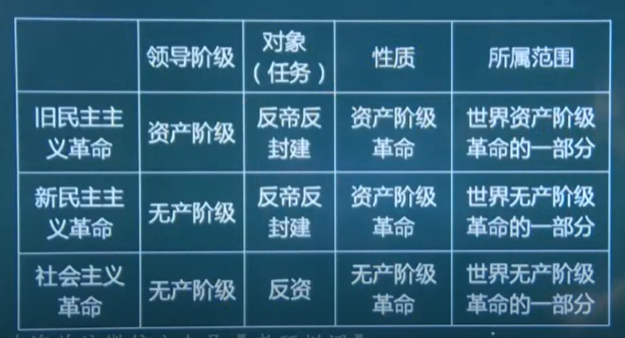 领导阶级
对象
(任务)
性质
所属范围
旧民主主
义革命
资产阶级
反帝反
封建
资产阶级
革命
世界资产阶级
革命的一部分
新民主主
义革命
无产阶级
反帝反
封建
资产阶级
革命
世界无产阶级
革命的一部分
社会主义
革命
无产阶级
反资
无产阶级
革命
世界无产阶级
革命的一部分